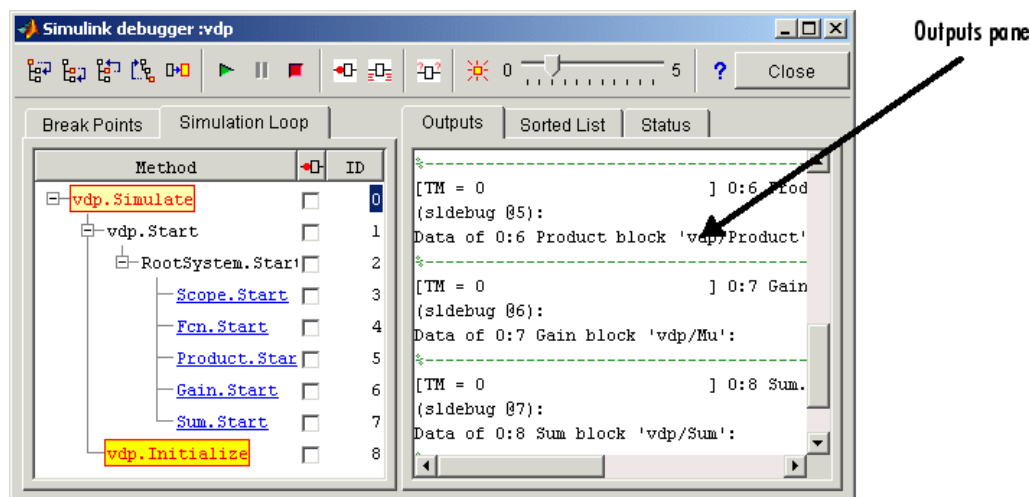 Simulink debugger :vdp
Outputs pane
0 5 ? Close
Break Points Simulation Loop
Method ID
vdp.Simulate 0
vdp.Start 1
RootSystem.Start 2
Scope.Start 3
Fcn.Start 4
Product.Star 5
Gain.Start 6
Sum.Start 7
vdp.Initialize 8
Outputs Sorted List Status
%----------------------------------------
[TM = 0 ] 0:6 Prod
(sldebug @5):
Data of 0:6 Product block 'vdp/Product'
%----------------------------------------
[TM = 0 ] 0:7 Gain
(sldebug @6):
Data of 0:7 Gain block 'vdp/Mu':
%----------------------------------------
[TM = 0 ] 0:8 Sum.
(sldebug @7):
Data of 0:8 Sum block 'vdp/Sum':